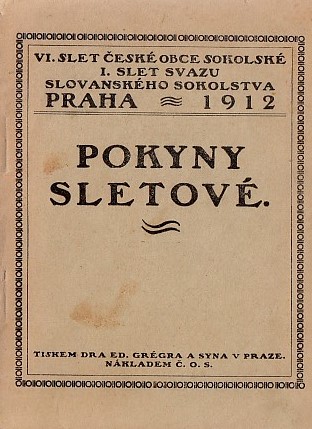 VI. SLET ČESKÉ OBCE SOKOLSKÉ
I. SLET SVAZU
SLOVANSKÉHO SOKOLSTVA
PRAHA ≈ 1912
POKYNY
SLETOVÉ.
TISKEM DRA ED. GRÉGRA A SYNA V PRAZE.
NÁKLADEM Č. O. S.